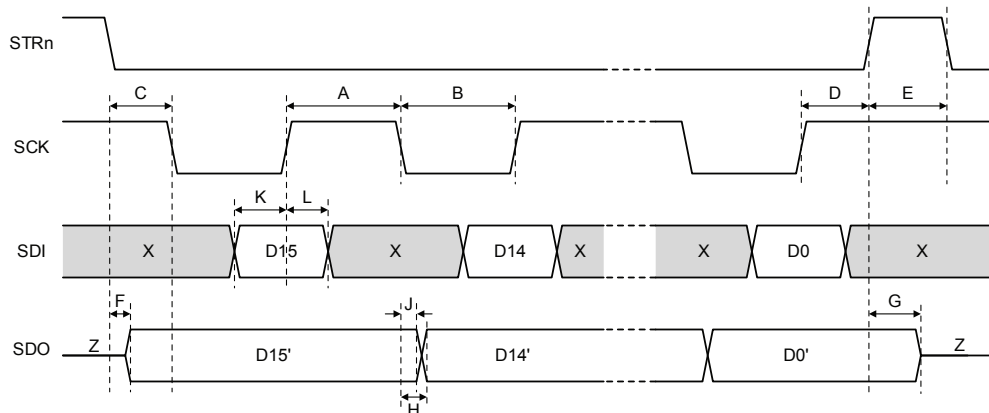 STRn
C A B D E
SCK
K L
SDI X D15 X D14 X X D0 X
F J G
SDO Z D15' D14' D0' Z
H